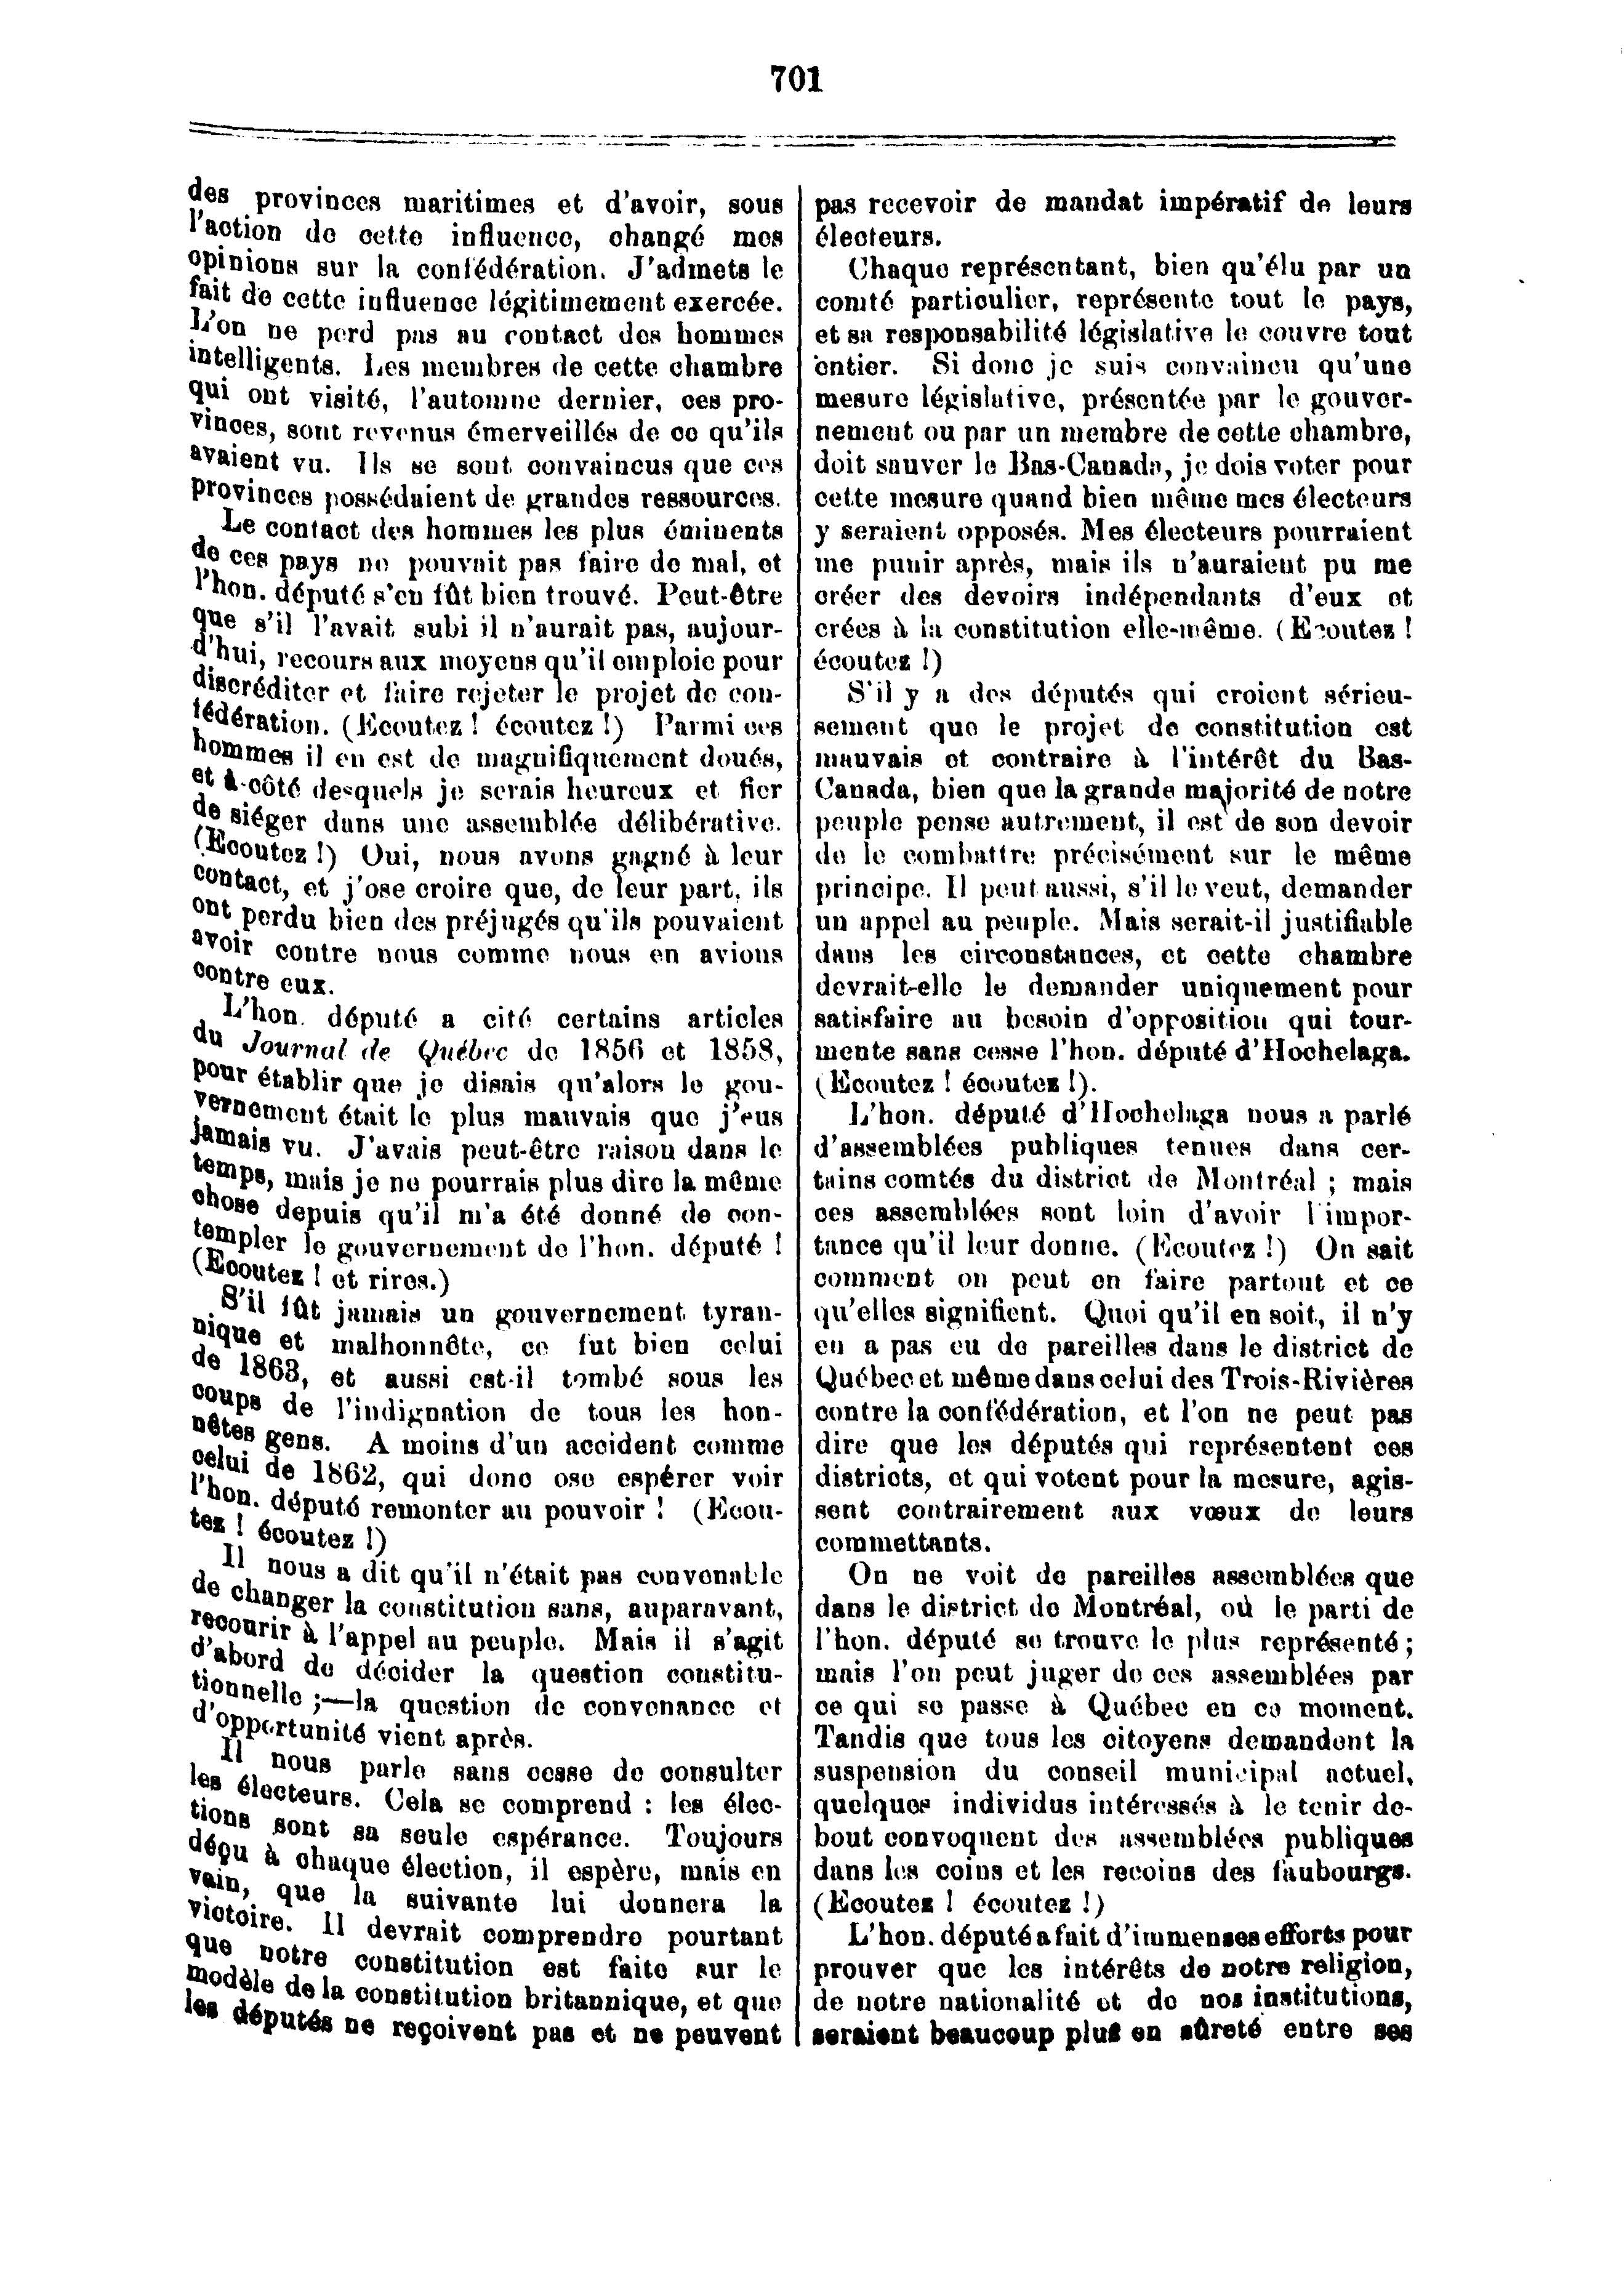 701
des provinces maritimes et d'avoir, sous
l'action de cette influence, changé mes
opinions sur la confédération. J'admets le
fait de cette influence légitimement exercée.
L'on ne perd pas au contact des hommes
intelligents. Les membres de cette chambre
qui ont visité, l'automne dernier, ces pro-
vinces, sont revenus émerveillés de ce qu'ils
avaient vu. Ils se sont convaincus que ces
provinces possédaient de grandes ressources.
Le contact des hommes les plus éminents
de ces pays ne pouvait pas faire de mal, et
l'hon. député s'en fût bien trouvé. Peut-être
que s'il l'avait subi il n'aurait pas, aujour-
d'hui, recours aux moyens qu'il emploie pour
discréditer et faire rejeter le projet de con-
fédération. (Ecoutez ! écoutez !) Parmi ces
hommes il en est de magnifiquement doués,
et à côté desquels je serais heureux et fier
de siéger dans une assemblée délibérative.
(Ecoutez !) Oui, nous avons gagné à leur
contact, et j'ose croire que, de leur part, ils
ont perdu bien des préjugés qu'ils pouvaient
avoir contre nous comme nous en avions
contre eux.
L'hon. député a cité certains articles
du Journal de Québec de 1856 et 1858,
pour établir que je disais qu'alors le gou-
vernement était le plus mauvais que j'eus
jamais vu. J'avais peut-être raison dans le
temps, mais je ne pourrais plus dire la même
chose depuis qu'il m'a été donné de con-
templer le gouvernement de l'hon. député !
(Ecoutez ! et rires.)
S'il fût jamais un gouvernement tyran-
nique et malhonnête, ce fut bien celui
de 1863, et aussi est-il tombé sous les
coups de l'indignation de tous les hon-
nêtes gens. A moins d'un accident comme
celui de 1862, qui donc ose espérer voir
l'hon. député remonter au pouvoir ! (Ecou-
tez ! écoutez !)
Il nous a dit qu'il n'était pas convenable
de changer la constitution sans, auparavant,
recourir à l'appel au peuple. Mais il s'agit
d'abord de décider la question constitu-
tionnelle ;—la question de convenance et
d'opportunité vient après.
Il nous parle sans cesse de consulter
les électeurs. Cela se comprend : les élec-
tions sont sa seule espérance. Toujours
déçu à chaque élection, il espère, mais en
vain, que la suivante lui donnera la
victoire. Il devrait comprendre pourtant
que notre constitution est faite sur le
modèle de la constitution britannique, et que
les députés ne reçoivent pas et ne peuvent
pas recevoir de mandat impératif de leurs
électeurs.
Chaque représentant, bien qu'élu par un
comté particulier, représente tout le pays,
et sa responsabilité législative le couvre tout
entier. Si donc je suis convaincu qu'une
mesure législative, présentée par le gouver-
nement ou par un membre de cette chambre,
doit sauver le Bas-Canada, je dois voter pour
cette mesure quand bien même mes électeurs
y seraient opposés. Mes électeurs pourraient
me punir après, mais ils n'auraient pu me
créer des devoirs indépendants d'eux et
crées à la constitution elle-même. (Ecoutez !
écoutez !)
S'il y a des députés qui croient sérieu-
sement que le projet de constitution est
mauvais et contraire à l'intérêt du Bas-
Canada, bien que la grande majorité de notre
peuple pense autrement, il est de son devoir
de le combattre précisément sur le même
principe. Il peut aussi, s'il le veut, demander
un appel au peuple. Mais serait-il justifiable
dans les circonstances, et cette chambre
devrait-elle le demander uniquement pour
satisfaire au besoin d'opposition qui tour-
mente sans cesse l'hon. député d'Hochelaga.
(Ecoutez ! écoutez !).
L'hon. député d'Hochelaga nous a parlé
d'assemblées publiques tenues dans cer-
tains comtés du district de Montréal ; mais
ces assemblées sont loin d'avoir l'impor-
tance qu'il leur donne. (Ecoutez !) On sait
comment on peut en faire partout et ce
qu'elles signifient. Quoi qu'il en soit, il n'y
en a pas eu de pareilles dans le district de
Québec et même dans celui des Trois-Rivières
contre la confédération, et l'on ne peut pas
dire que les députés qui représentent ces
districts, et qui votent pour la mesure, agis-
sent contrairement aux vœux de leurs
commettants.
On ne voit de pareilles assemblées que
dans le district de Montréal, où le parti de
l'hon. député se trouve le plus représenté ;
mais l'on peut juger de ces assemblées par
ce qui se passe à Québec en ce moment.
Tandis que tous les citoyens demandent la
suspension du conseil municipal actuel,
quelques individus intéressés à le tenir de-
bout convoquent des assemblées publiques
dans les coins et les recoins des faubourgs.
(Ecoutez ! écoutez !)
L'hon. député a fait d'immenses efforts pour
prouver que les intérêts de notre religion,
de notre nationalité et de nos institutions,
seraient beaucoup plus en sûreté entre ses